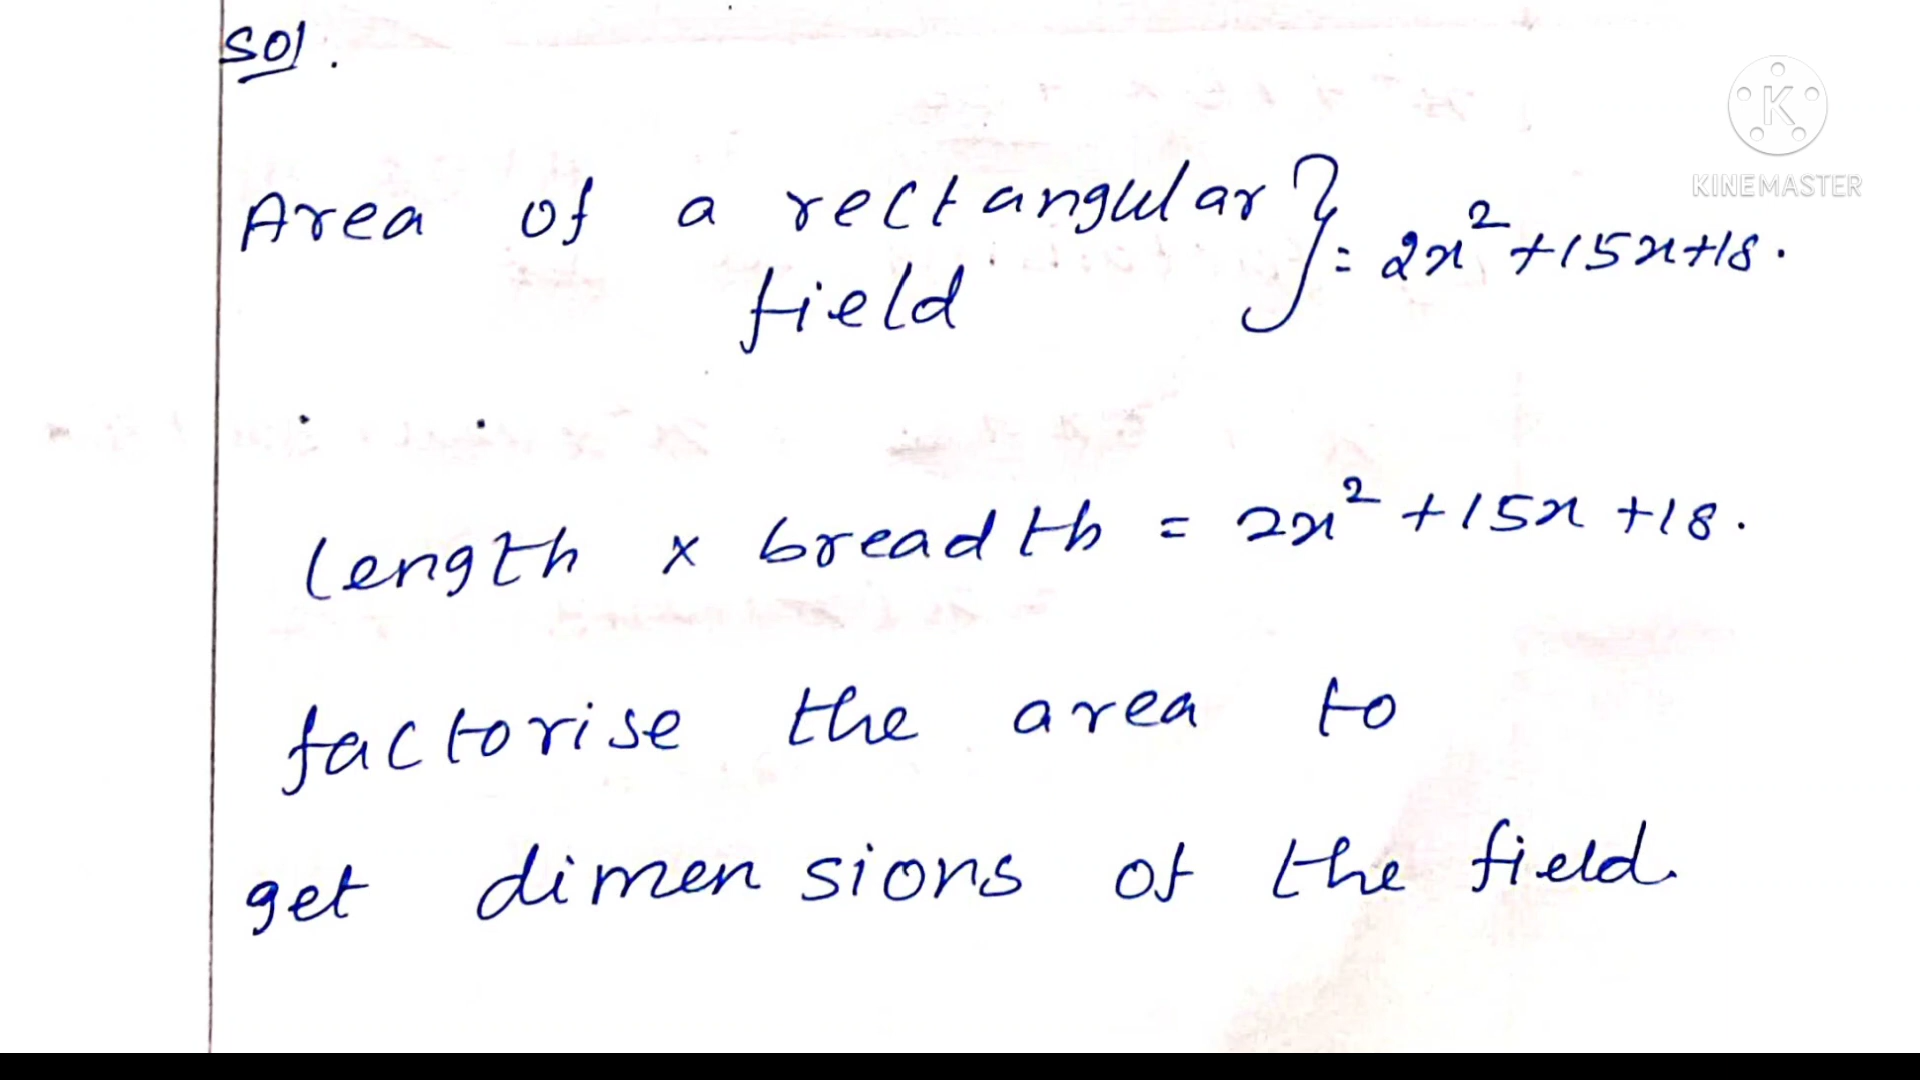 Sol.
Area of a rectangular
field } = 2x² + 15x + 18.
length × breadth = 2x² + 15x + 18.
factorise the area to
get dimensions of the field.
K
KINEMASTER